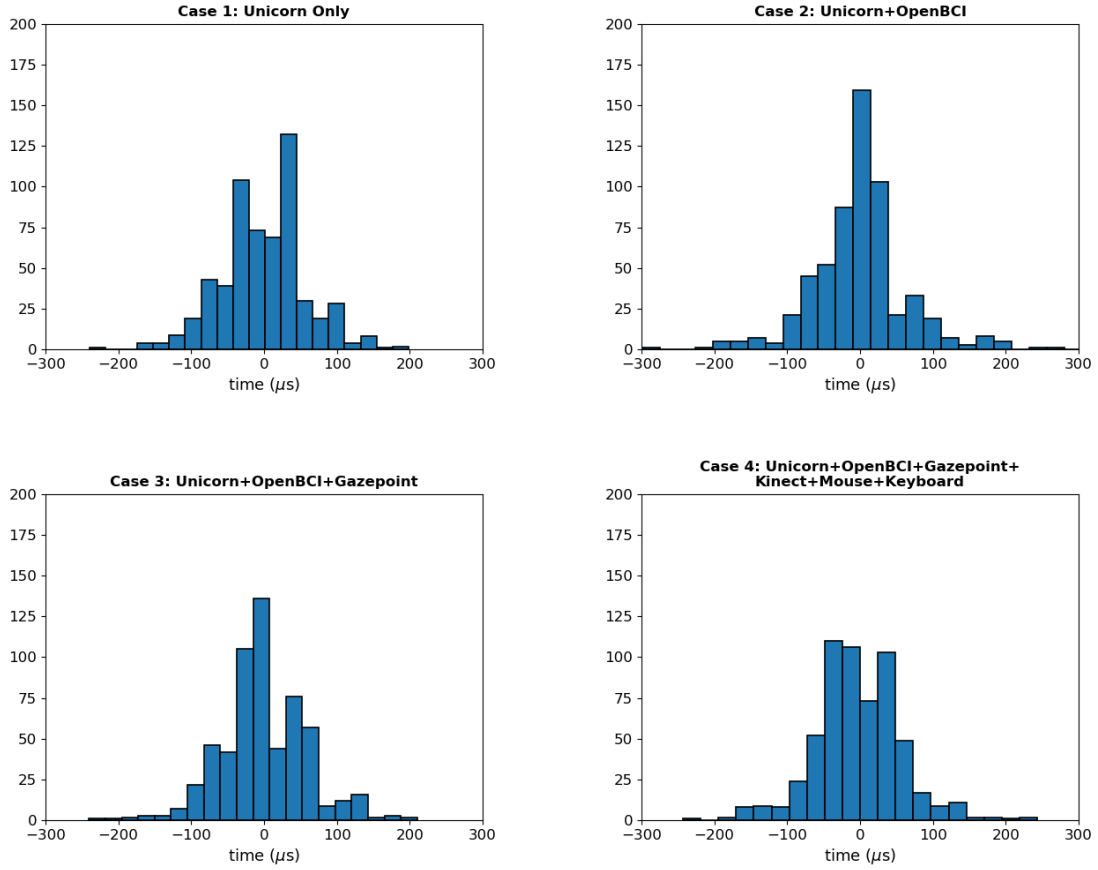 Case 1: Unicorn Only
200
175
150
125
100
75
50
25
0
−300 −200 −100 0 100 200 300
time (μs)
Case 2: Unicorn+OpenBCI
200
175
150
125
100
75
50
25
0
−300 −200 −100 0 100 200 300
time (μs)
Case 3: Unicorn+OpenBCI+Gazepoint
200
175
150
125
100
75
50
25
0
−300 −200 −100 0 100 200 300
time (μs)
Case 4: Unicorn+OpenBCI+Gazepoint+
Kinect+Mouse+Keyboard
200
175
150
125
100
75
50
25
0
−300 −200 −100 0 100 200 300
time (μs)